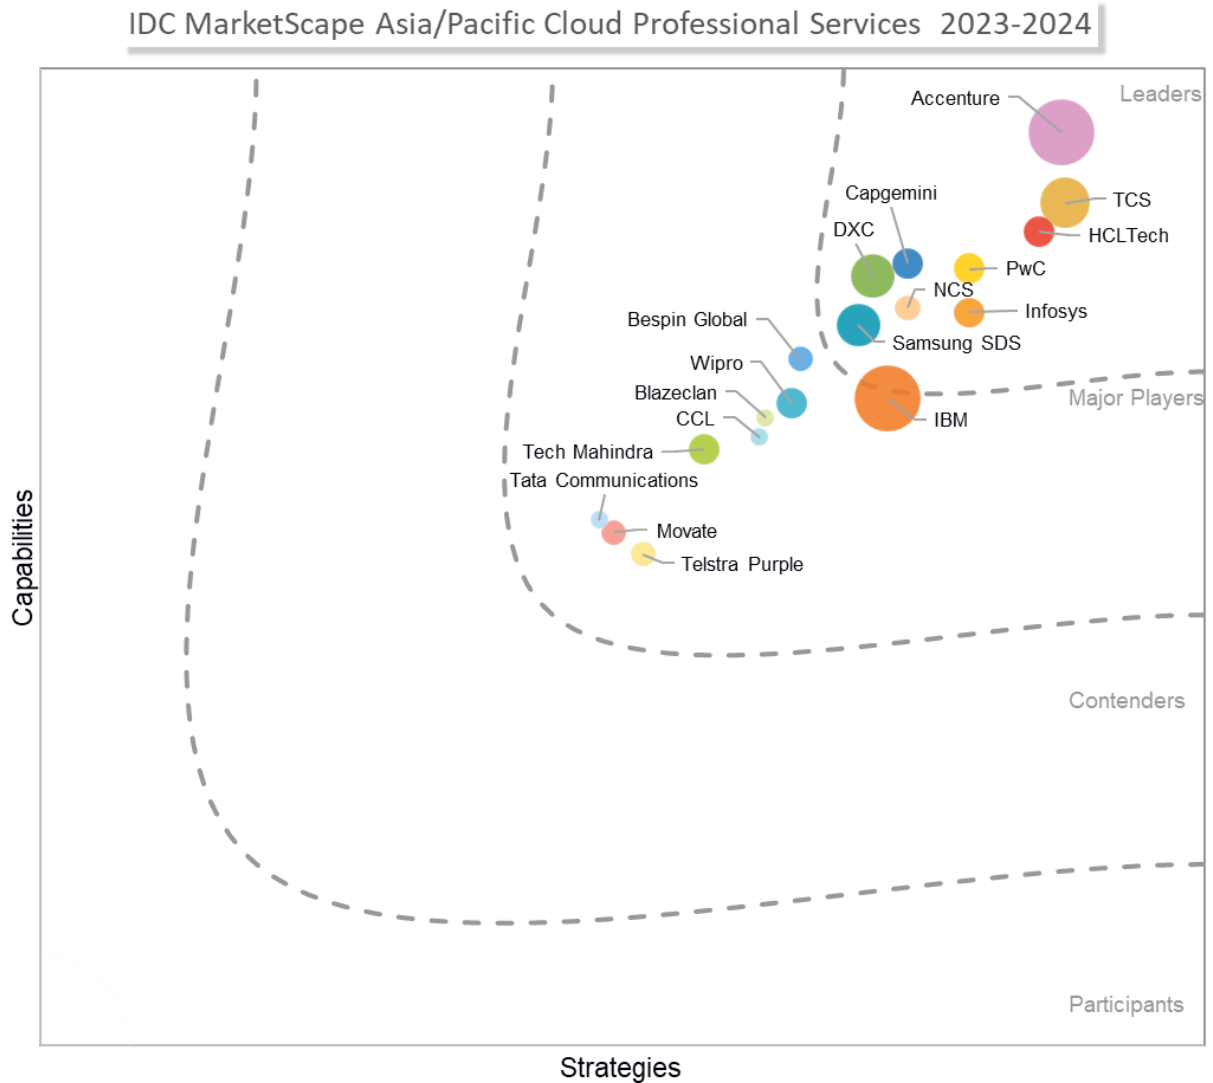 IDC MarketScape Asia/Pacific Cloud Professional Services 2023-2024
Leaders
Accenture
Capgemini
TCS
DXC
HCLTech
PwC
NCS
Infosys
Bespin Global
Samsung SDS
Wipro
Blazeclan
Major Players
CCL
IBM
Tech Mahindra
Tata Communications
Movate
Telstra Purple
Capabilities
Contenders
Participants
Strategies